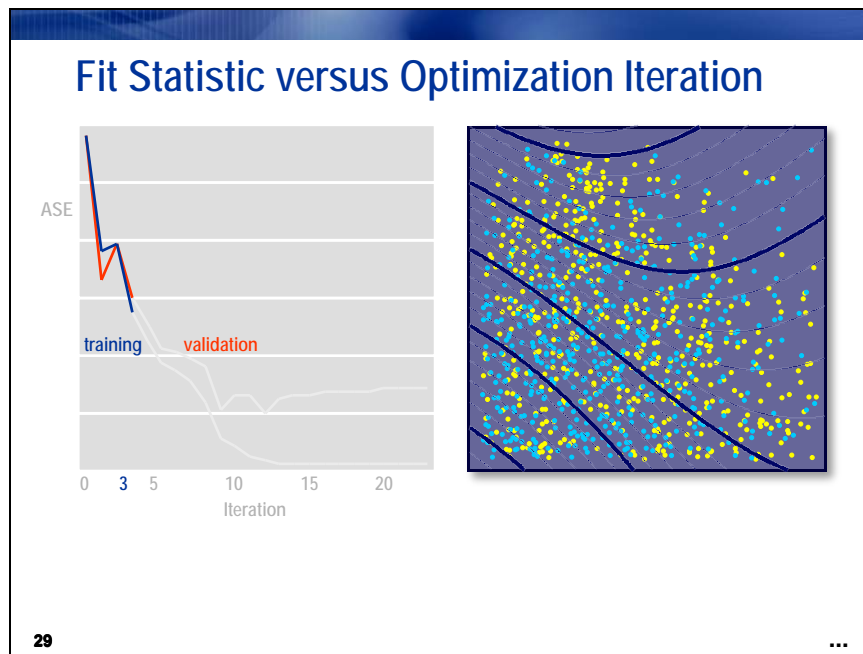 Fit Statistic versus Optimization Iteration
ASE
training validation
0 3 5 10 15 20
Iteration
29 ...